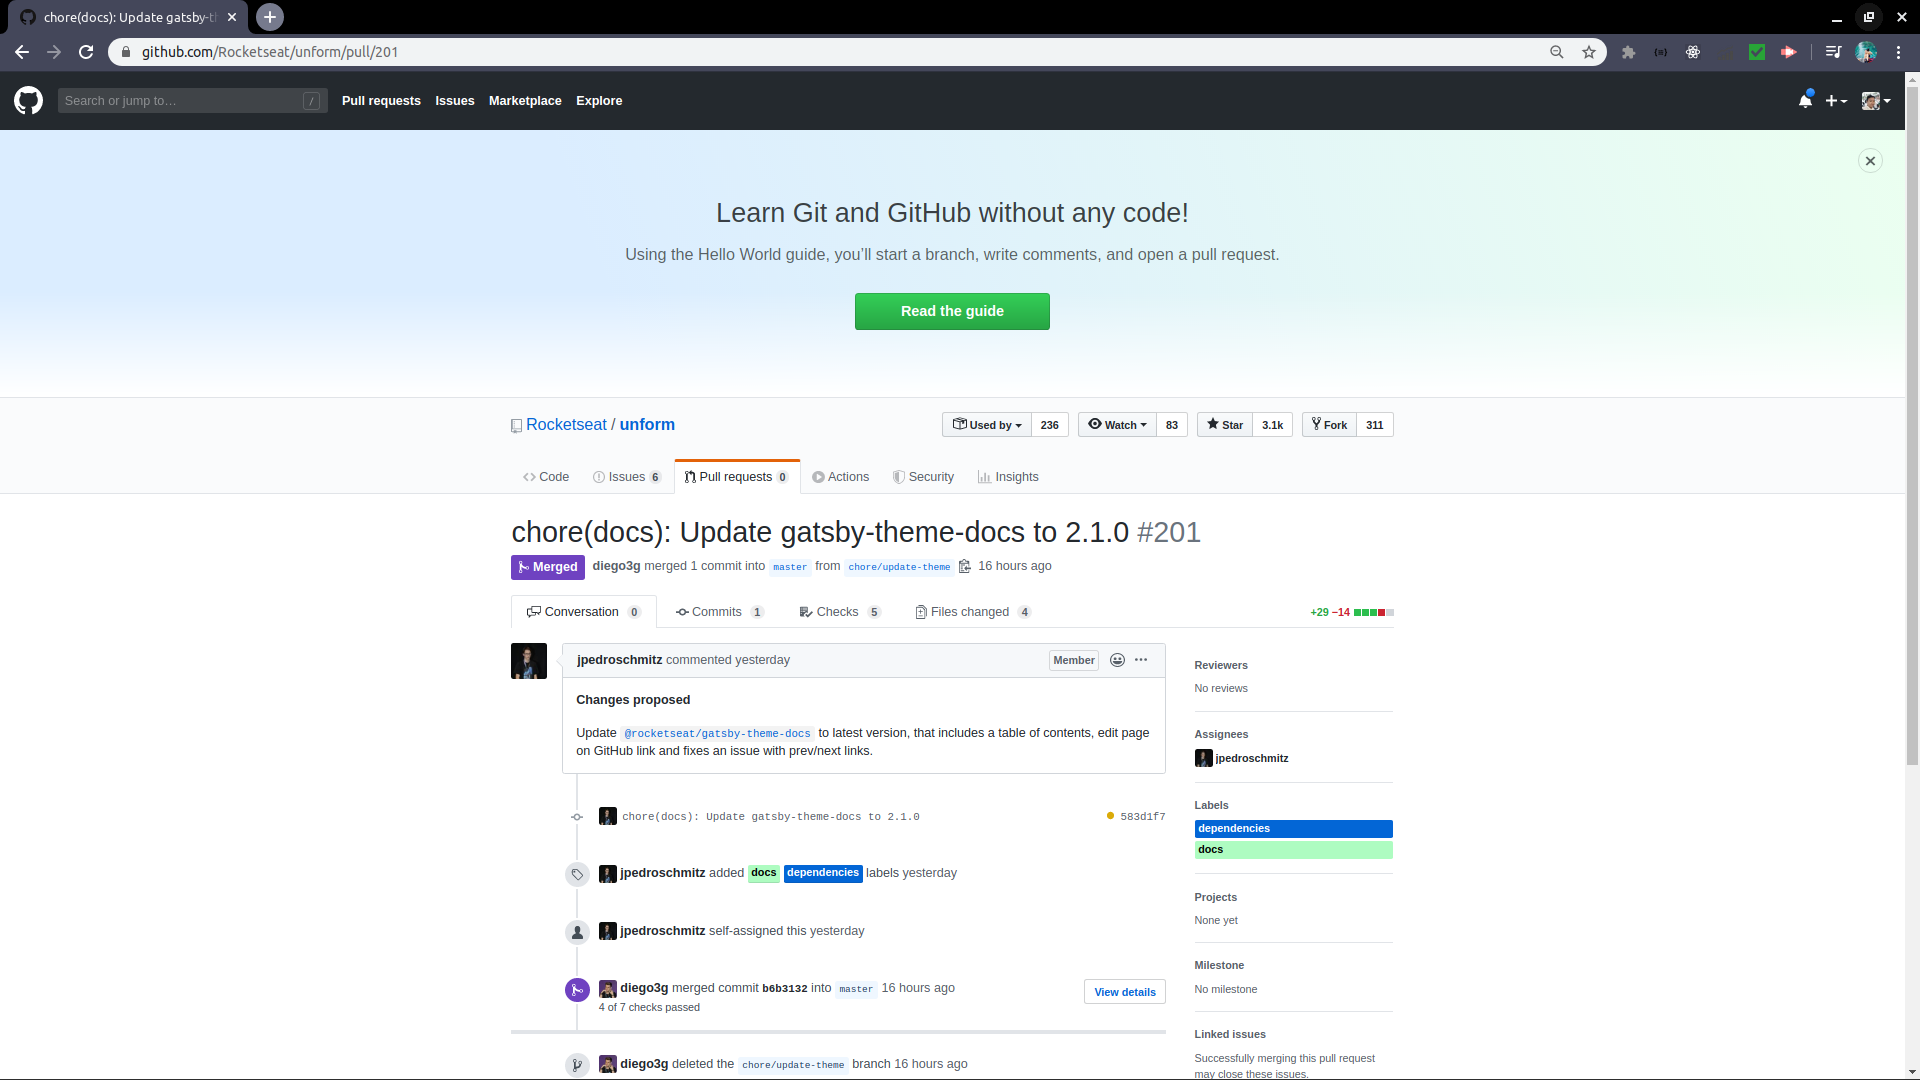 chore(docs): Update gatsby-th
github.com/Rocketseat/unform/pull/201
Search or jump to… /
Pull requests Issues Marketplace Explore
Learn Git and GitHub without any code!
Using the Hello World guide, you’ll start a branch, write comments, and open a pull request.
Read the guide
Rocketseat / unform
Used by 236 Watch 83 Star 3.1k Fork 311
Code Issues 6 Pull requests 0 Actions Security Insights
chore(docs): Update gatsby-theme-docs to 2.1.0 #201
Merged diego3g merged 1 commit into master from chore/update-theme 16 hours ago
Conversation 0 Commits 1 Checks 5 Files changed 4 +29 −14
jpedroschmitz commented yesterday Member
Changes proposed
Update @rocketseat/gatsby-theme-docs to latest version, that includes a table of contents, edit page
on GitHub link and fixes an issue with prev/next links.
chore(docs): Update gatsby-theme-docs to 2.1.0 583d1f7
jpedroschmitz added docs dependencies labels yesterday
jpedroschmitz self-assigned this yesterday
diego3g merged commit b6b3132 into master 16 hours ago View details
4 of 7 checks passed
diego3g deleted the chore/update-theme branch 16 hours ago
Reviewers
No reviews
Assignees
jpedroschmitz
Labels
dependencies
docs
Projects
None yet
Milestone
No milestone
Linked issues
Successfully merging this pull request
may close these issues.